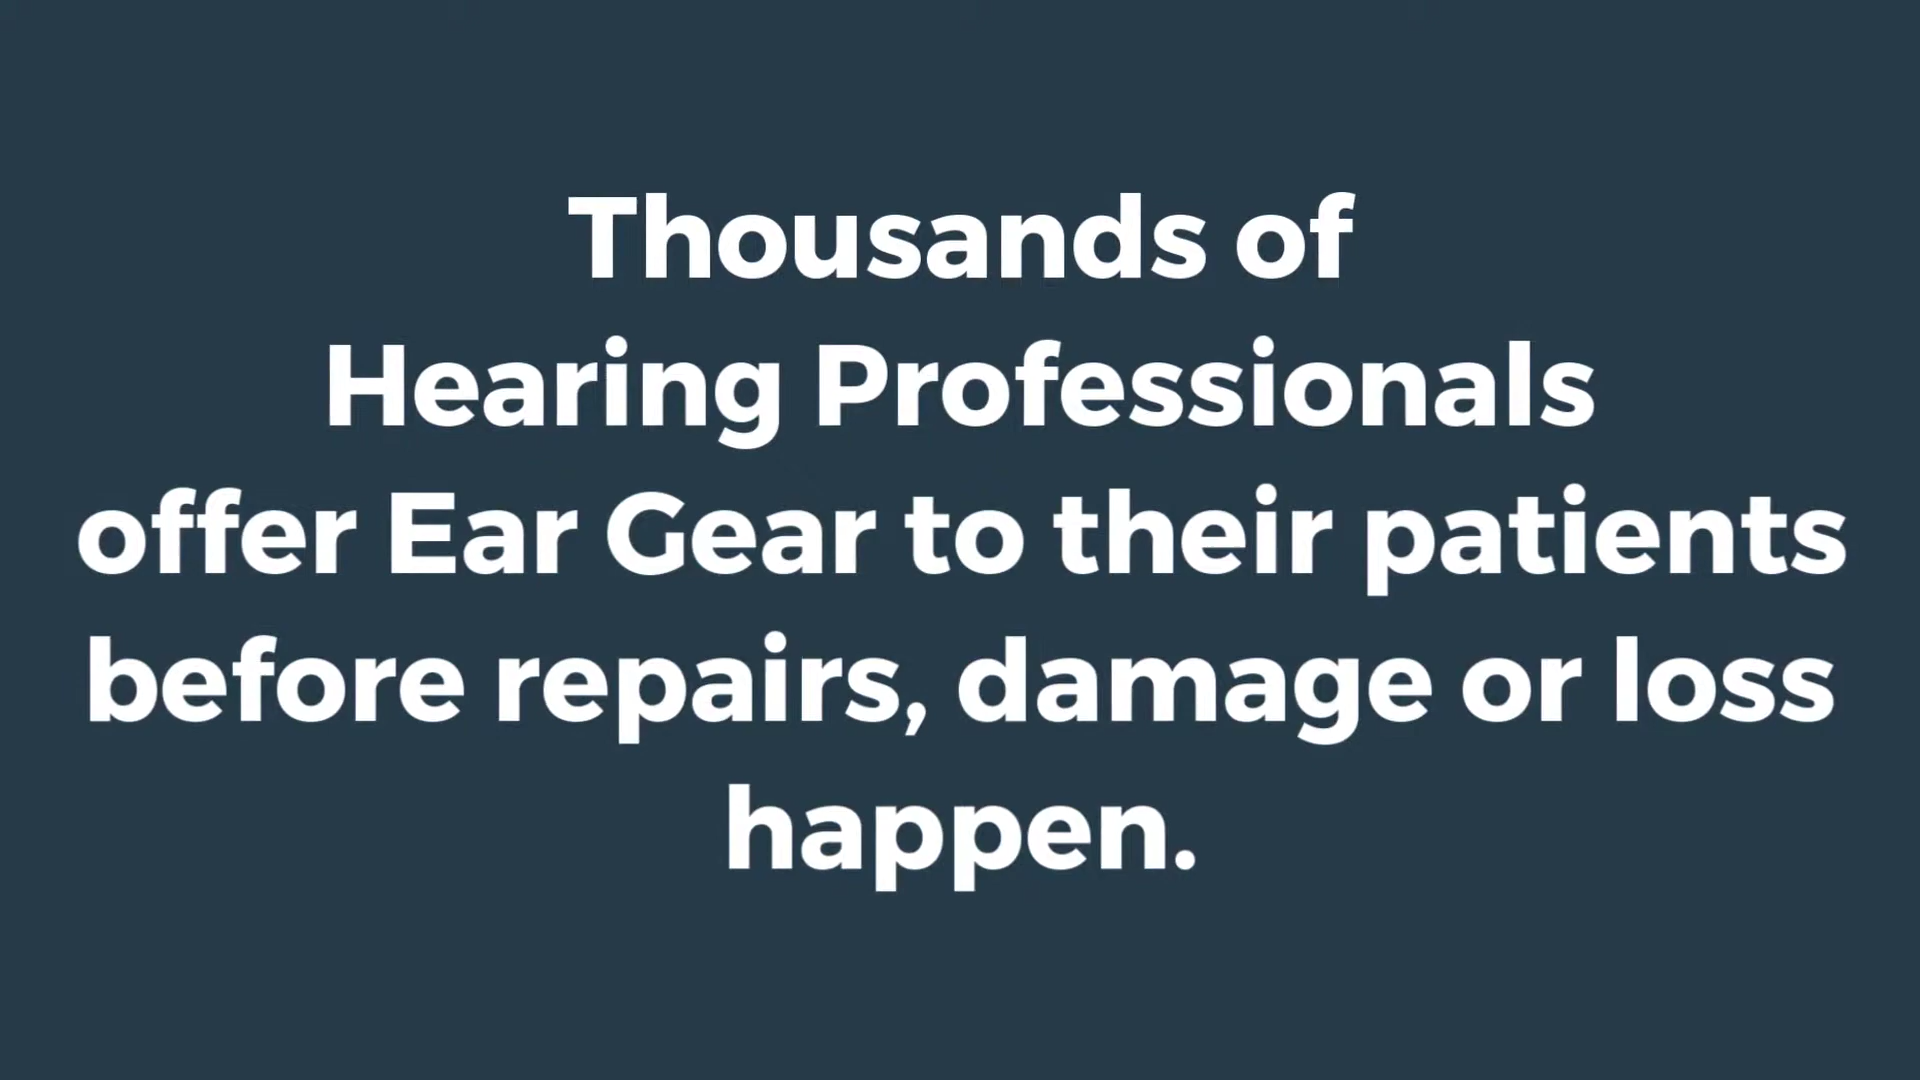 Thousands of
Hearing Professionals
offer Ear Gear to their patients
before repairs, damage or loss
happen.